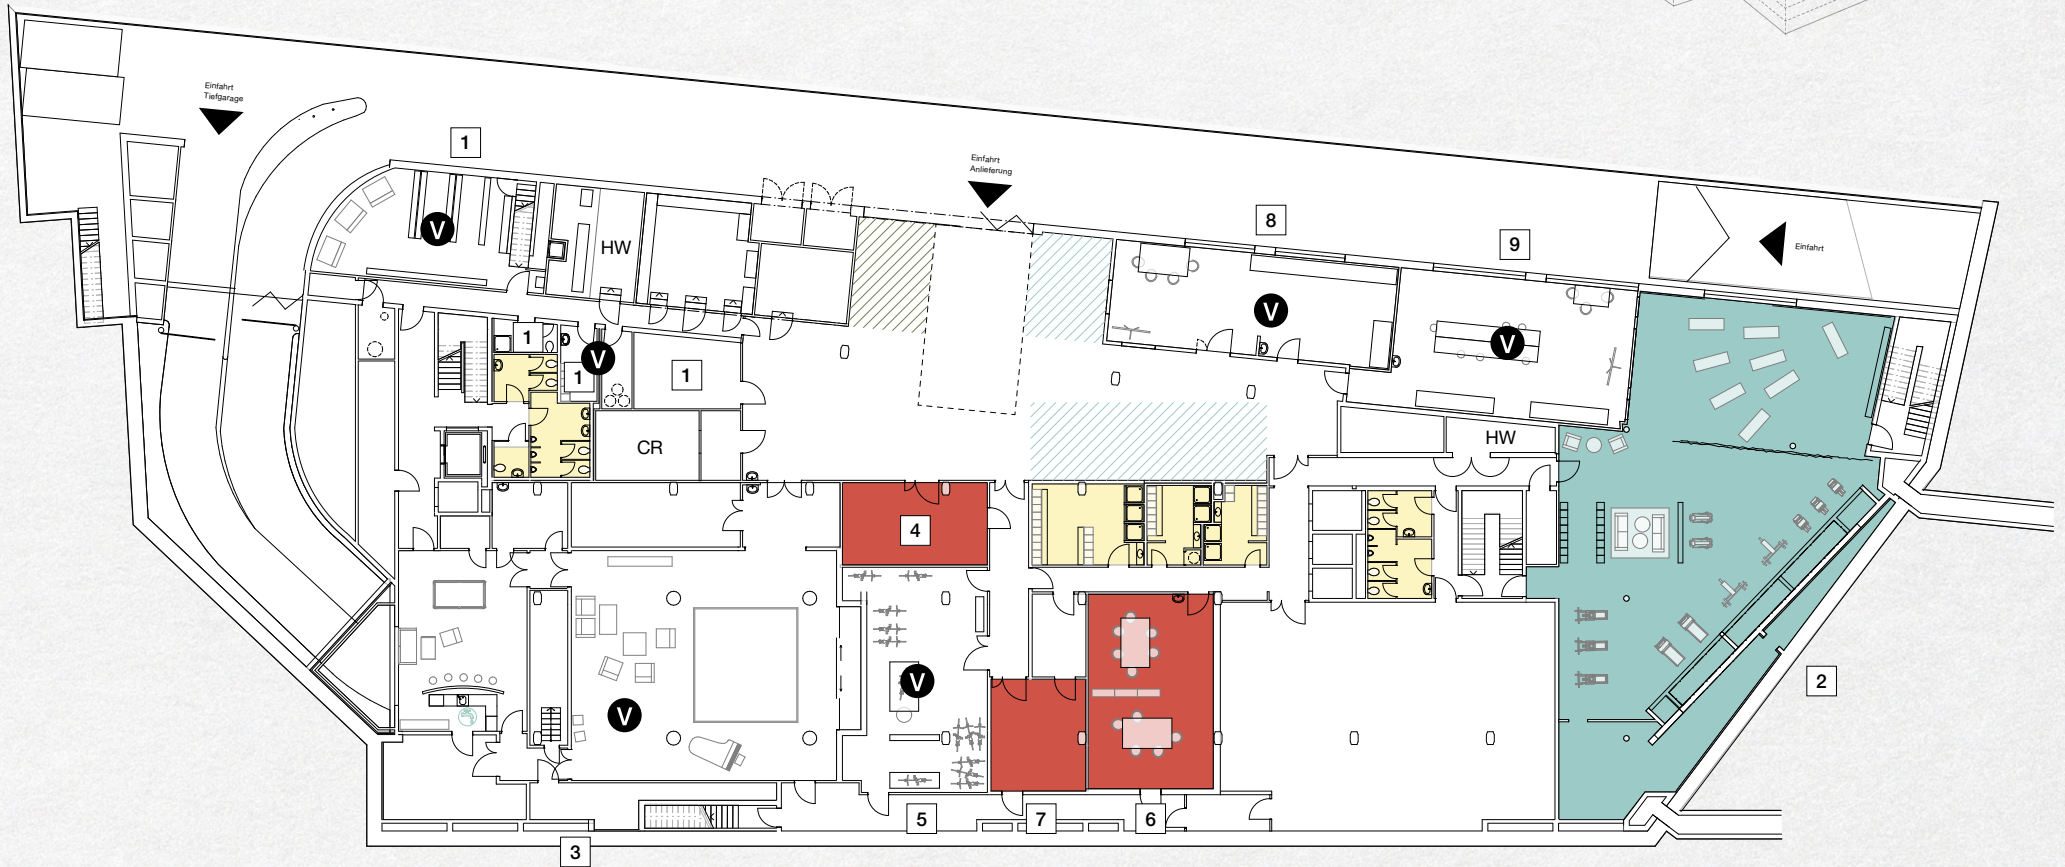 Einfahrt
Tiefgarage
1
Einfahrt
Anlieferung
8
9
V
HW
Einfahrt
V
V
1
V
1
1
CR
HW
4
V
V
2
5
7
6
3